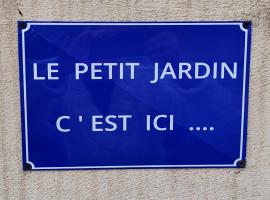 LE PETIT JARDIN
C'EST ICI ....